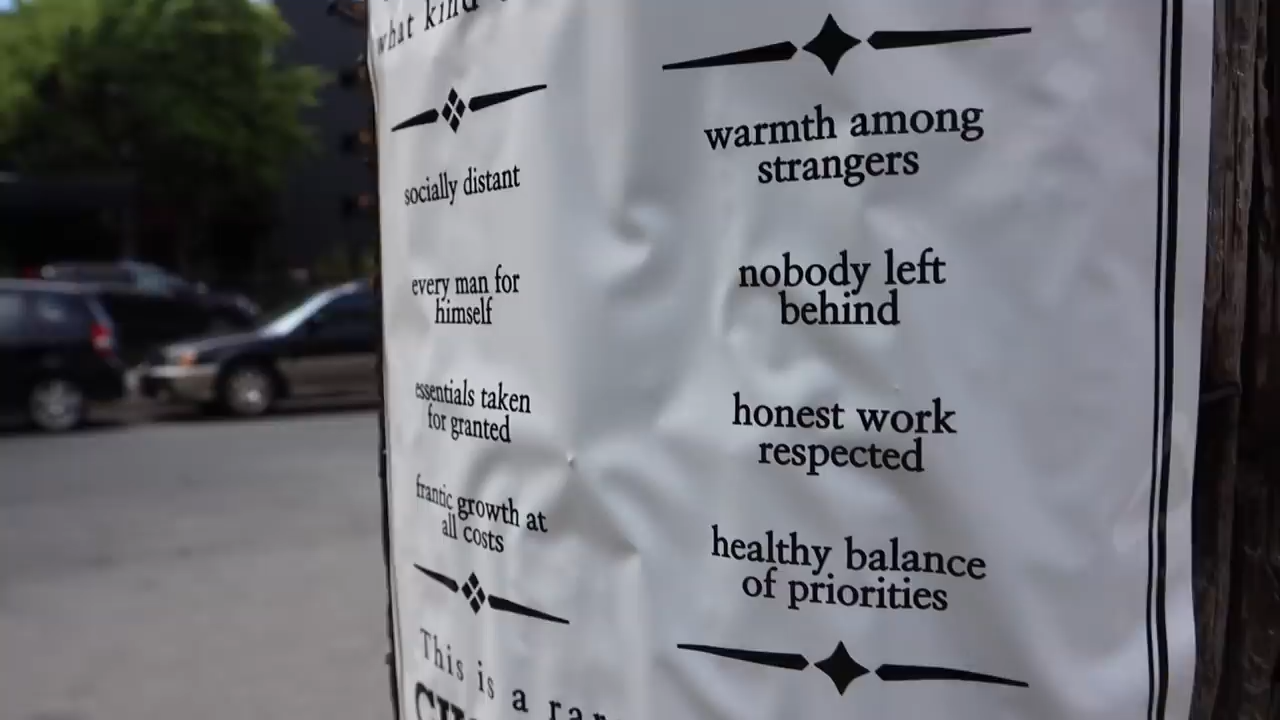 what kind
socially distant
every man for
himself
essentials taken
for granted
frantic growth at
all costs
warmth among
strangers
nobody left
behind
honest work
respected
healthy balance
of priorities
This is a